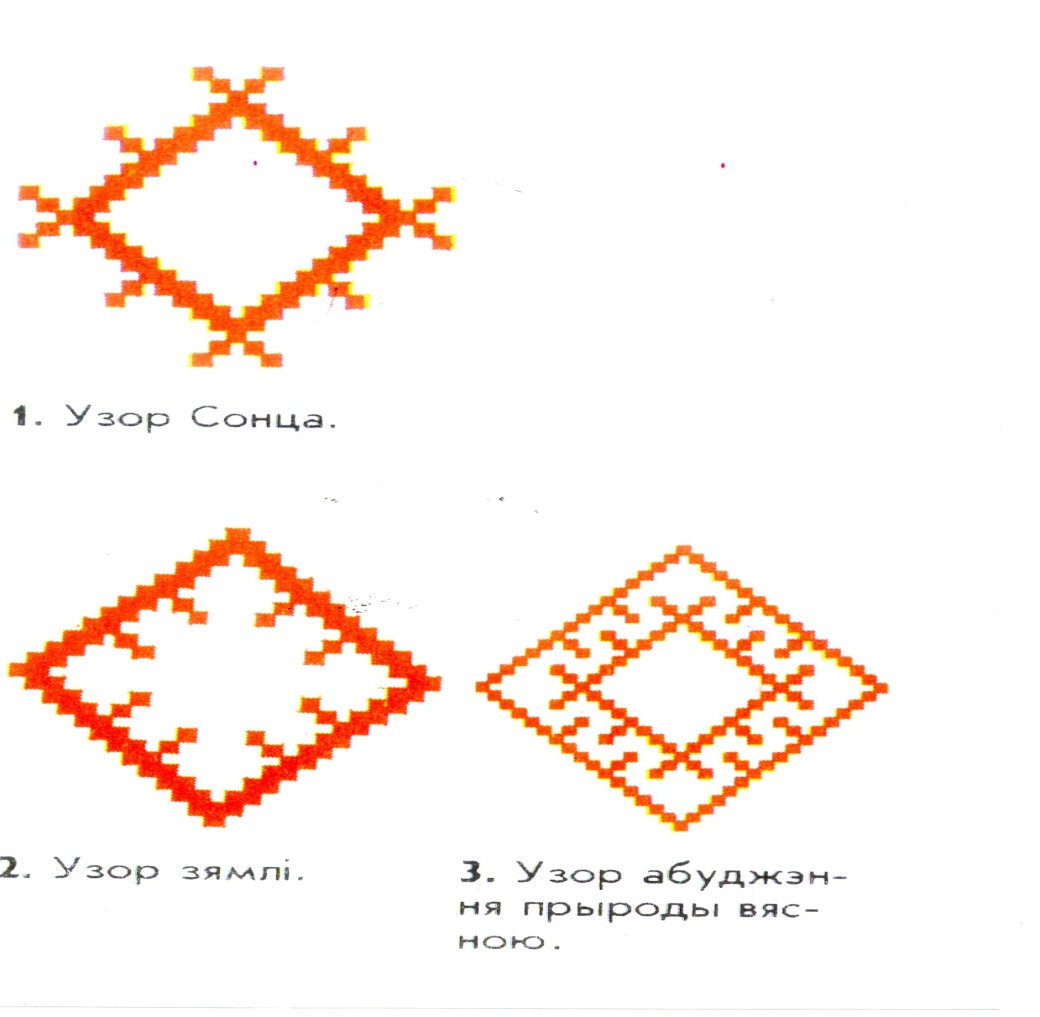 1. Узор Сонца.
2. Узор зямлі.
3. Узор абуджэн-
ня прыроды вяс-
ною.